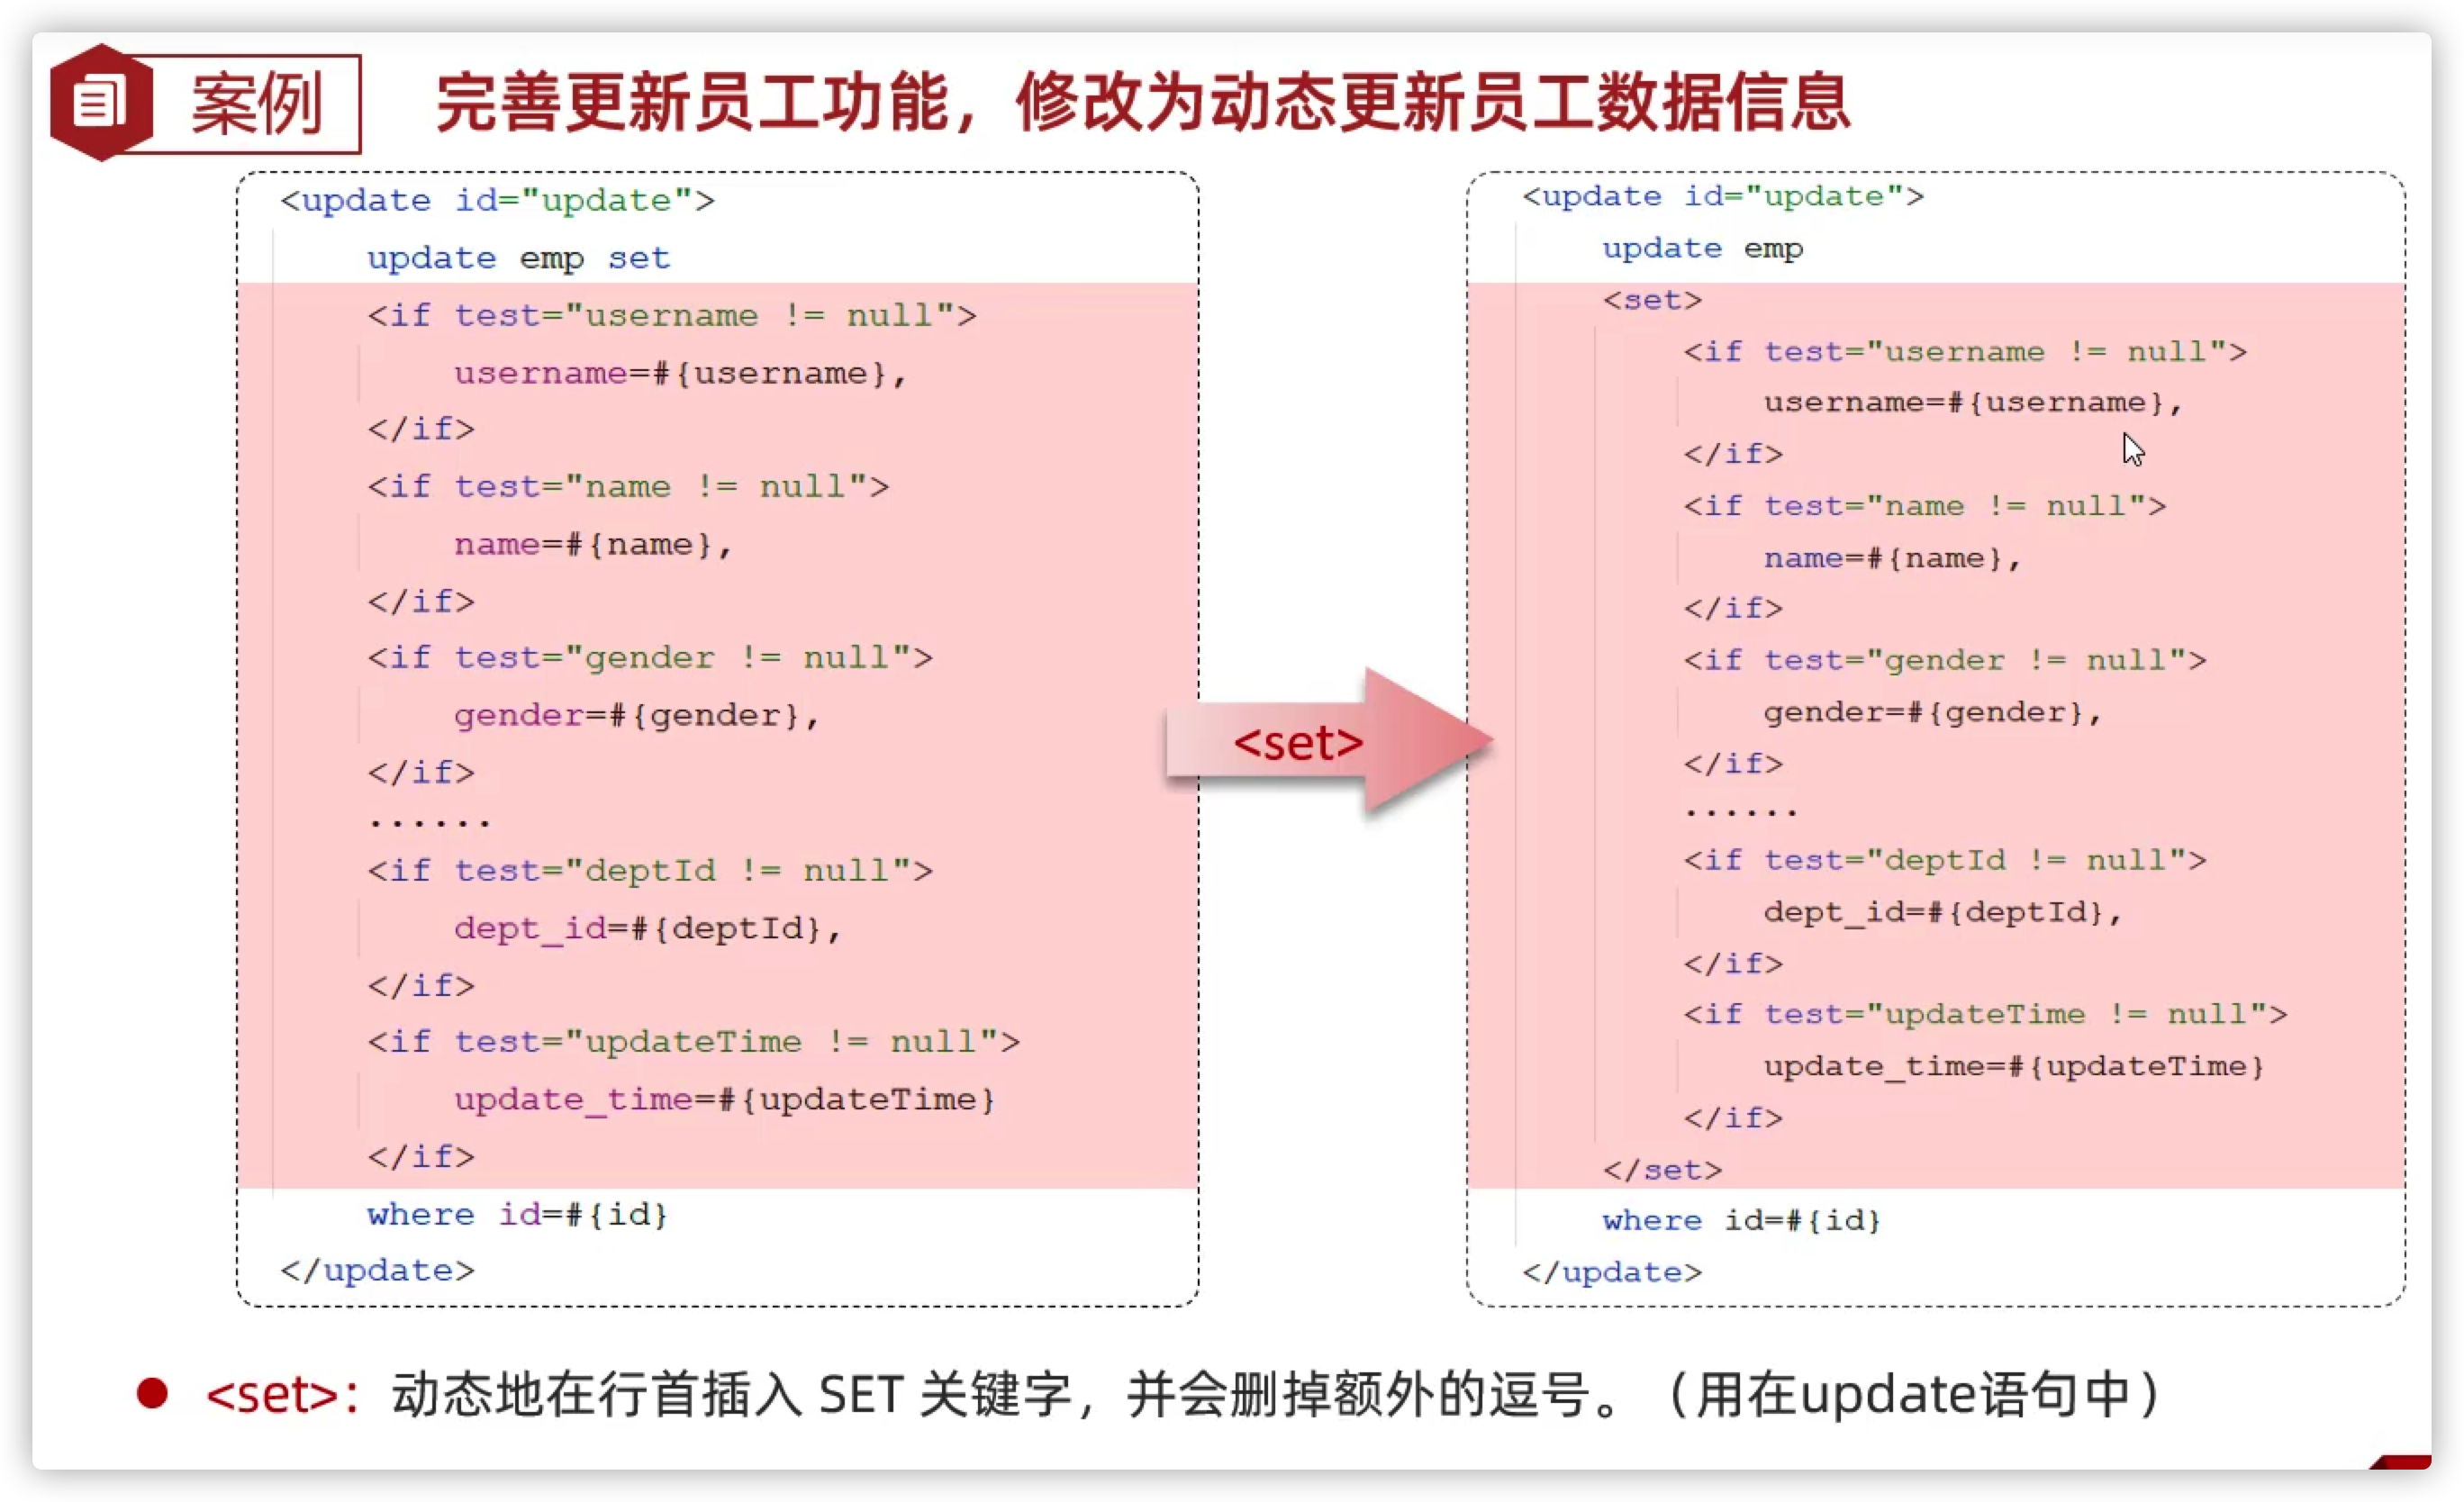 案例
完善更新员工功能，修改为动态更新员工数据信息
<update id="update">
update emp set
<if test="username != null">
username=#{username},
</if>
<if test="name != null">
name=#{name},
</if>
<if test="gender != null">
gender=#{gender},
</if>
......
<if test="deptId != null">
dept_id=#{deptId},
</if>
<if test="updateTime != null">
update_time=#{updateTime}
</if>
where id=#{id}
</update>
<set>
<update id="update">
update emp
<set>
<if test="username != null">
username=#{username},
</if>
<if test="name != null">
name=#{name},
</if>
<if test="gender != null">
gender=#{gender},
</if>
......
<if test="deptId != null">
dept_id=#{deptId},
</if>
<if test="updateTime != null">
update_time=#{updateTime}
</if>
</set>
where id=#{id}
</update>
<set>：动态地在行首插入 SET 关键字，并会删掉额外的逗号。（用在update语句中）